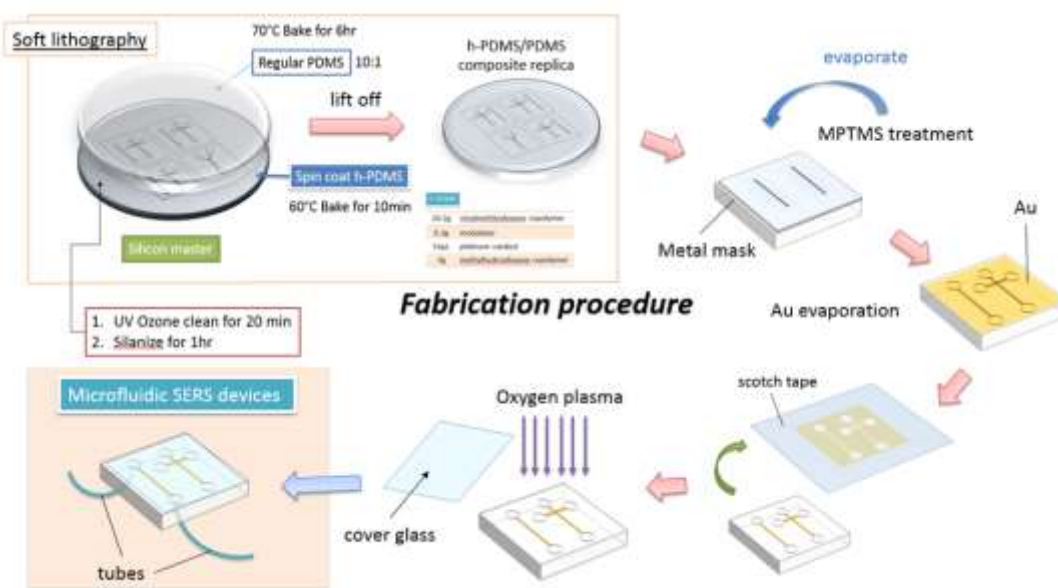 Soft lithography
70°C Bake for 6hr
Regular PDMS 10:1
lift off
h-PDMS/PDMS
composite replica
Spin coat h-PDMS
60°C Bake for 10min
Silicon master
1. UV Ozone clean for 20 min
2. Silanize for 1hr
evaporate
MPTMS treatment
Metal mask
Au
Fabrication procedure
Au evaporation
scotch tape
Microfluidic SERS devices
Oxygen plasma
cover glass
tubes